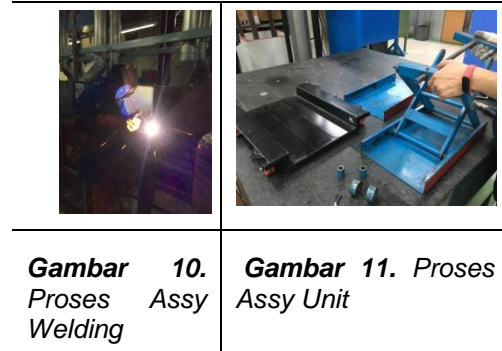 Gambar 10.
Proses Assy
Welding
Gambar 11. Proses
Assy Unit